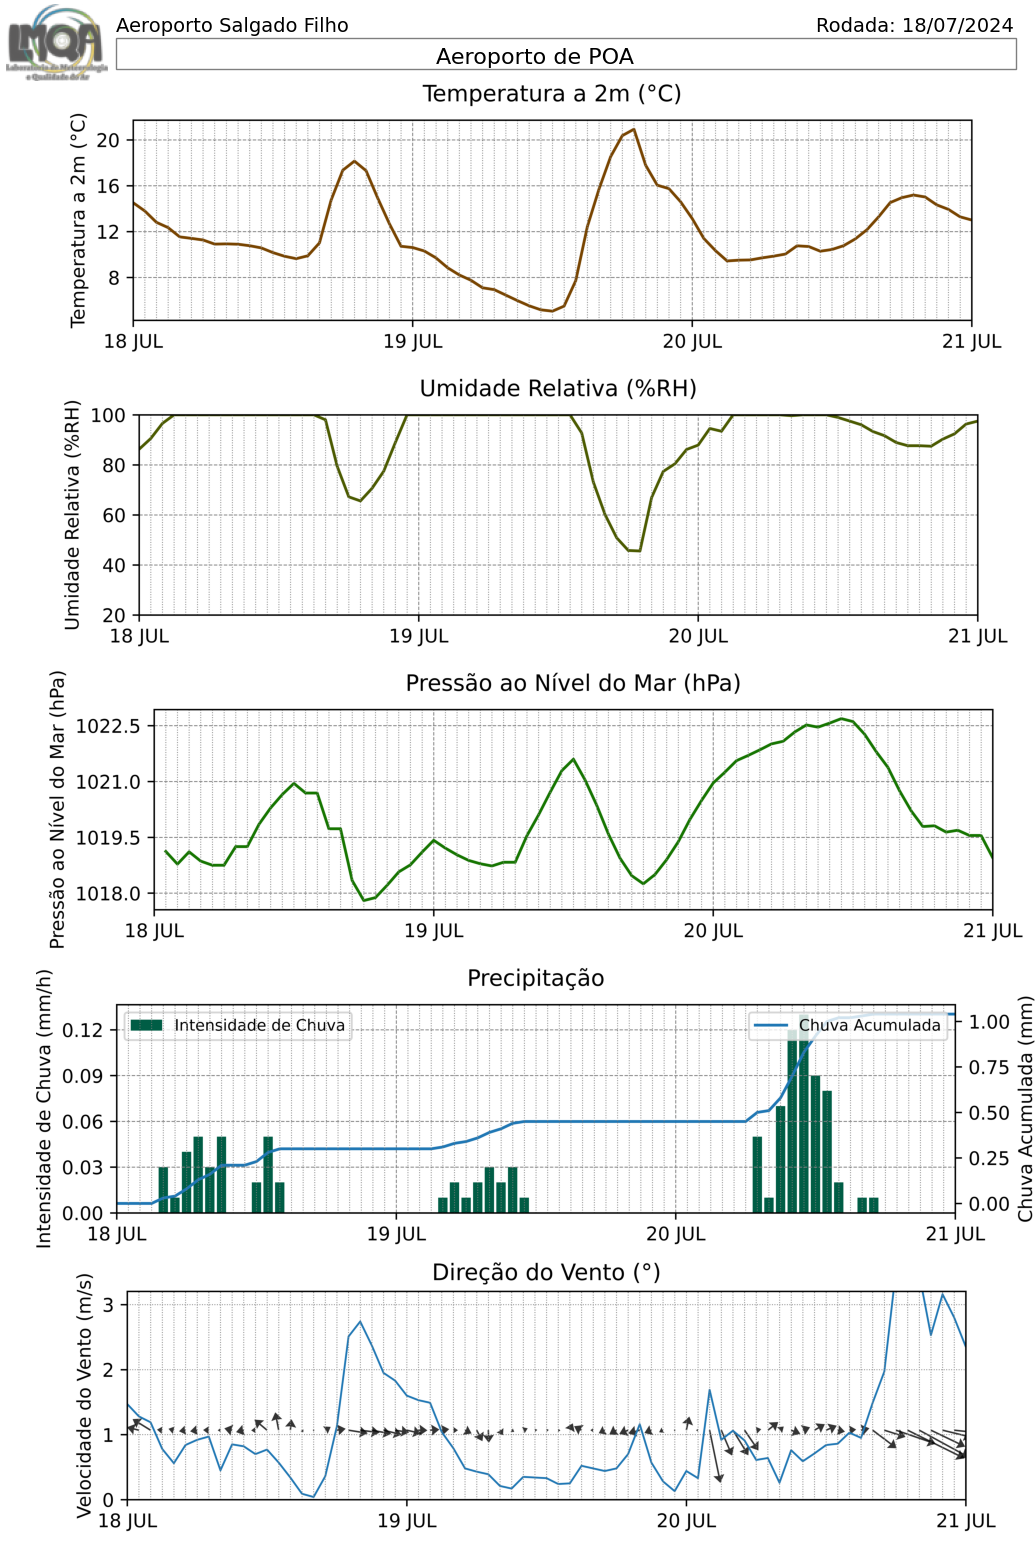 LMQA
Laboratório de Meteorologia
e Qualidade do Ar
Aeroporto Salgado Filho
Rodada: 18/07/2024
Aeroporto de POA
Temperatura a 2m (°C)
Temperatura a 2m (°C)
20
16
12
8
18 JUL
19 JUL
20 JUL
21 JUL
Umidade Relativa (%RH)
Umidade Relativa (%RH)
100
80
60
40
20
18 JUL
19 JUL
20 JUL
21 JUL
Pressão ao Nível do Mar (hPa)
Pressão ao Nível do Mar (hPa)
1022.5
1021.0
1019.5
1018.0
18 JUL
19 JUL
20 JUL
21 JUL
Precipitação
Intensidade de Chuva (mm/h)
0.12
0.09
0.06
0.03
0.00
Intensidade de Chuva
Chuva Acumulada
1.00
0.75
0.50
0.25
0.00
Chuva Acumulada (mm)
18 JUL
19 JUL
20 JUL
21 JUL
Direção do Vento (°)
Velocidade do Vento (m/s)
3
2
1
0
18 JUL
19 JUL
20 JUL
21 JUL